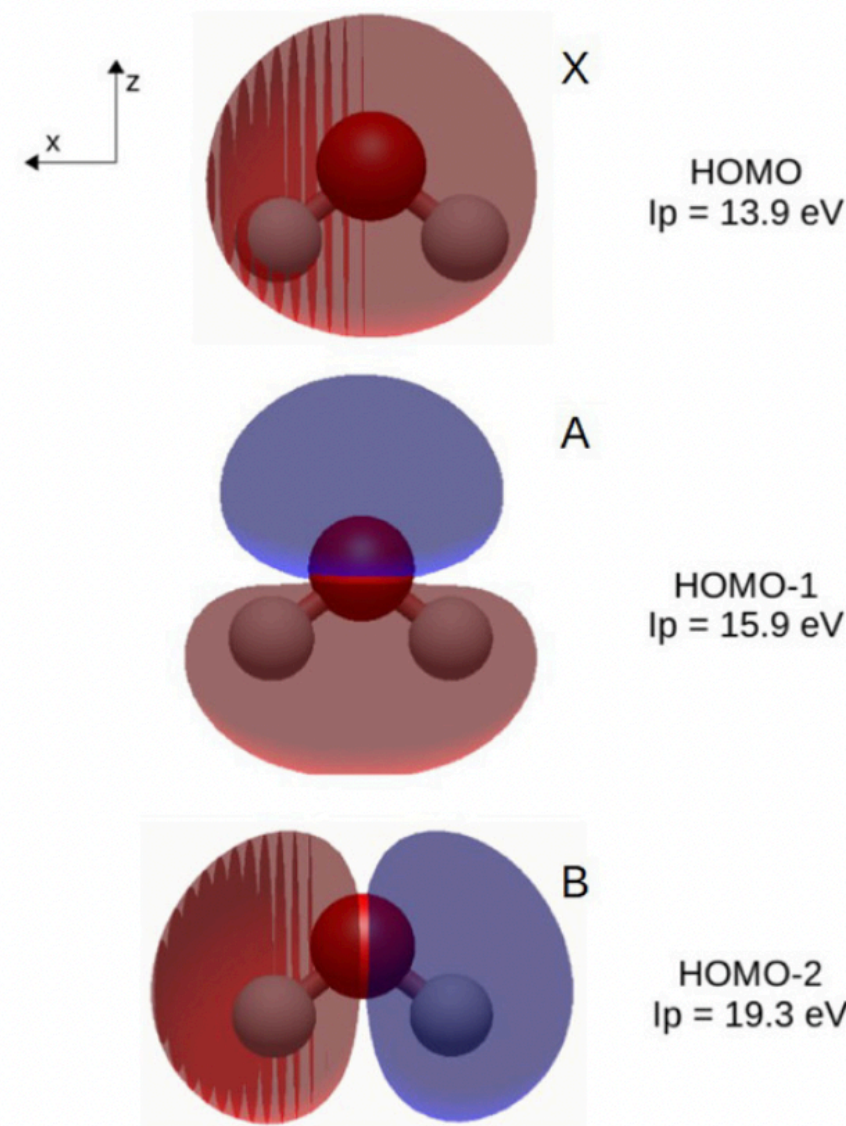 z
x
X
HOMO
Ip = 13.9 eV
A
HOMO-1
Ip = 15.9 eV
B
HOMO-2
Ip = 19.3 eV